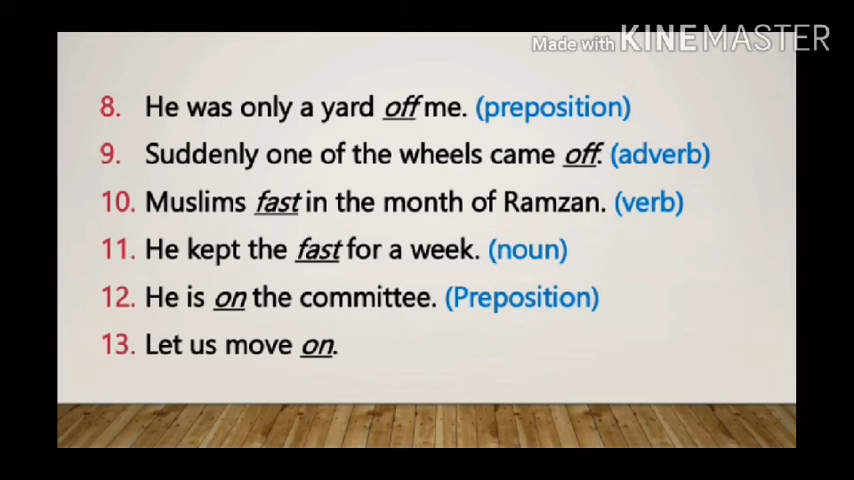 Made with KINEMASTER
8. He was only a yard off me. (preposition)
9. Suddenly one of the wheels came off. (adverb)
10. Muslims fast in the month of Ramzan. (verb)
11. He kept the fast for a week. (noun)
12. He is on the committee. (Preposition)
13. Let us move on.